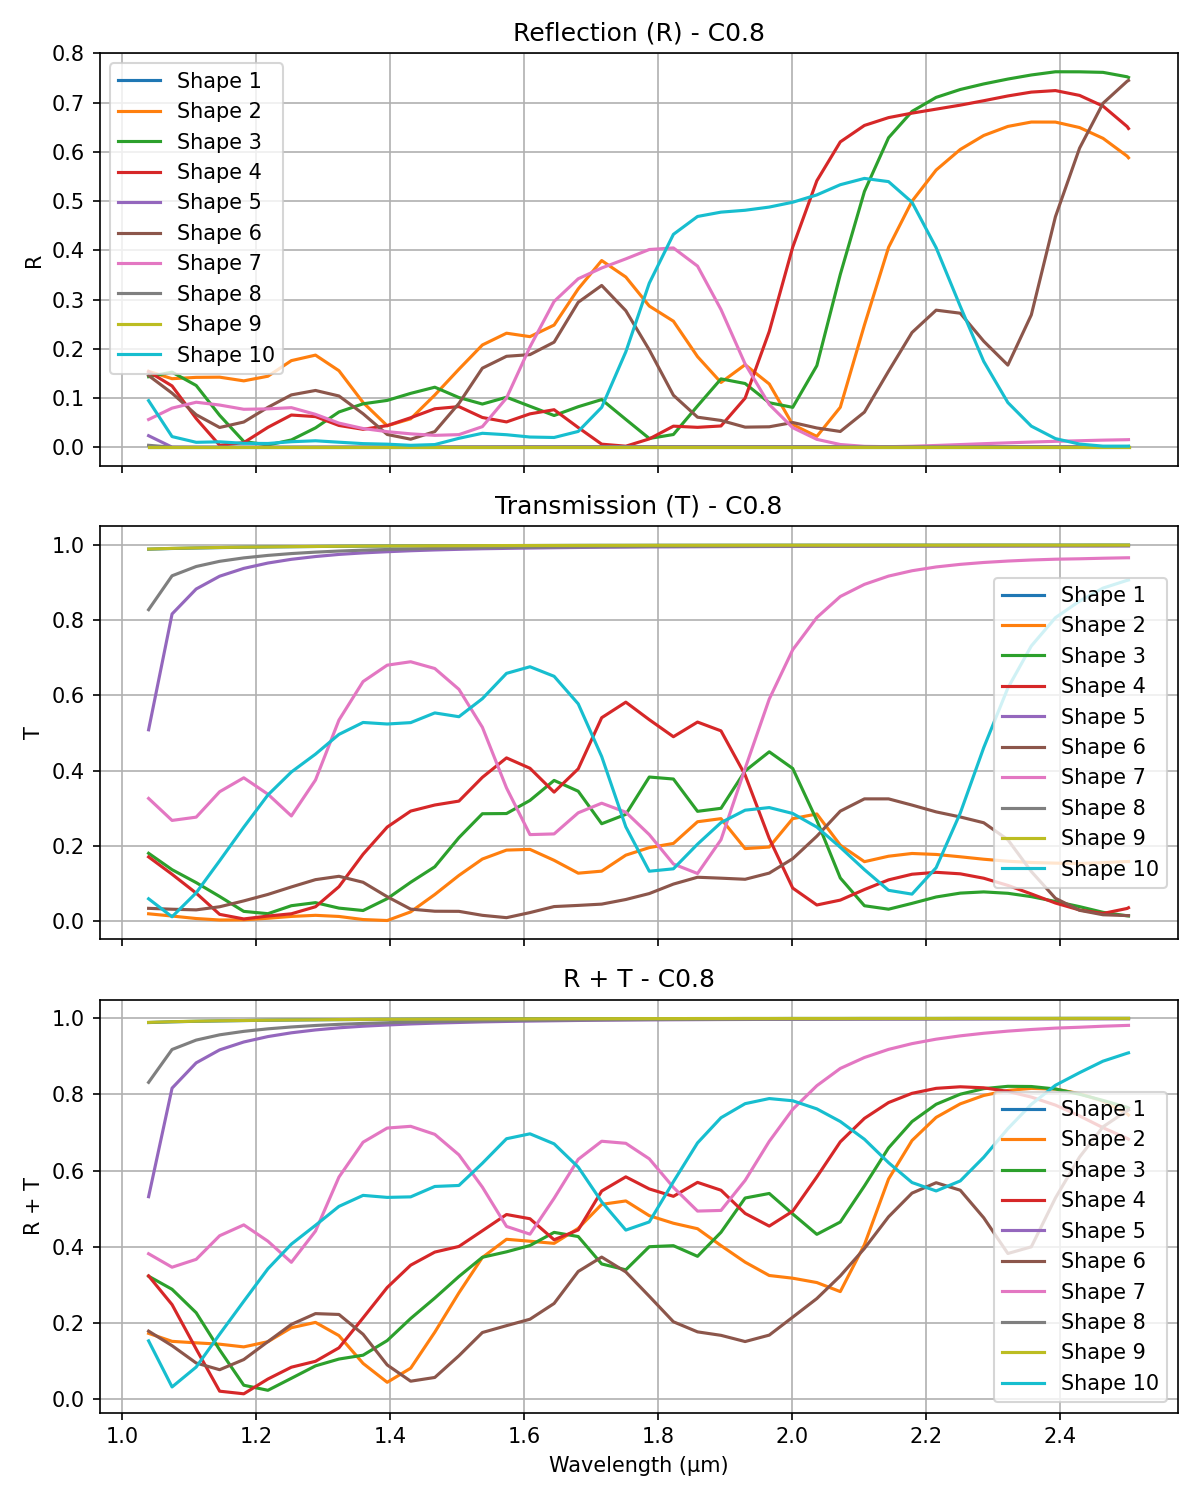 Reflection (R) - C0.8
0.8
0.7
0.6
0.5
0.4
0.3
0.2
0.1
0.0
R
Shape 1
Shape 2
Shape 3
Shape 4
Shape 5
Shape 6
Shape 7
Shape 8
Shape 9
Shape 10
Transmission (T) - C0.8
1.0
0.8
0.6
0.4
0.2
0.0
T
Shape 1
Shape 2
Shape 3
Shape 4
Shape 5
Shape 6
Shape 7
Shape 8
Shape 9
Shape 10
R + T - C0.8
1.0
0.8
0.6
0.4
0.2
0.0
R + T
Shape 1
Shape 2
Shape 3
Shape 4
Shape 5
Shape 6
Shape 7
Shape 8
Shape 9
Shape 10
1.0 1.2 1.4 1.6 1.8 2.0 2.2 2.4
Wavelength (μm)